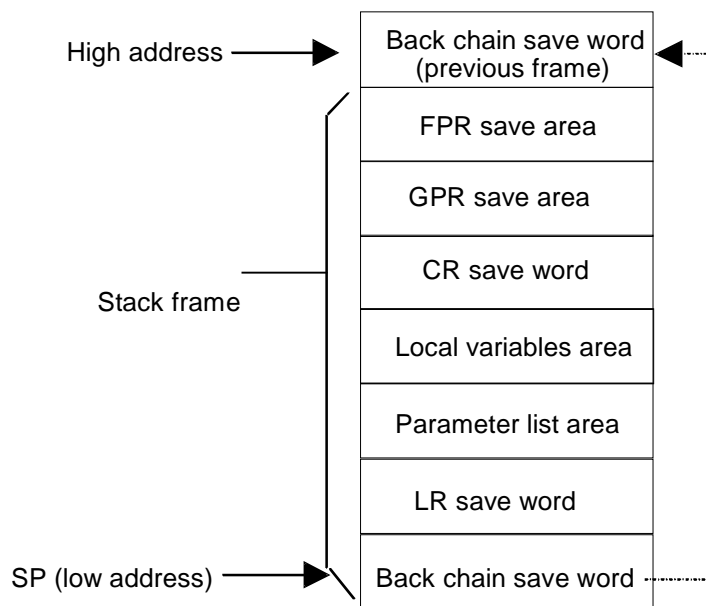 High address
Back chain save word
(previous frame)
FPR save area
GPR save area
CR save word
Stack frame
Local variables area
Parameter list area
LR save word
SP (low address)
Back chain save word